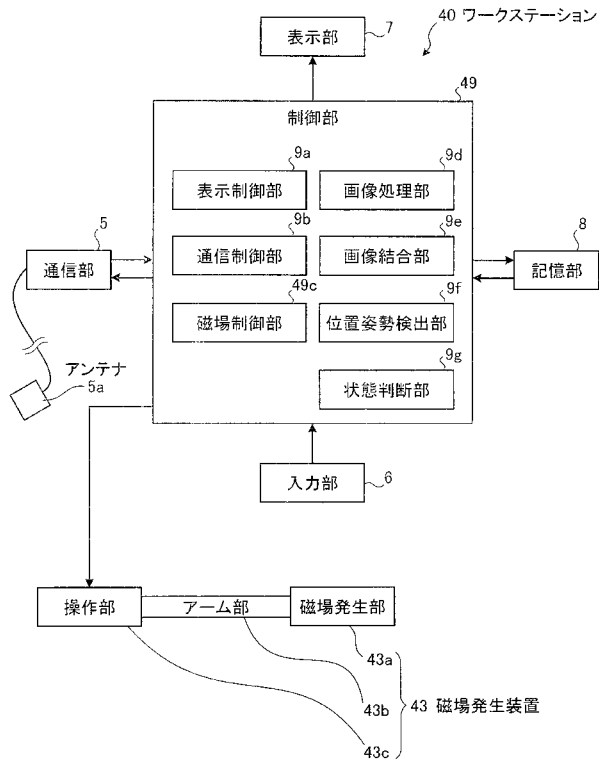 40 ワークステーション
7
表示部
49
制御部
9a
表示制御部
9d
画像処理部
9b
通信制御部
9e
画像結合部
49c
磁場制御部
9f
位置姿勢検出部
9g
状態判断部
5
通信部
8
記憶部
アンテナ
5a
入力部
6
操作部
アーム部
磁場発生部
43a
43b
43c
43 磁場発生装置